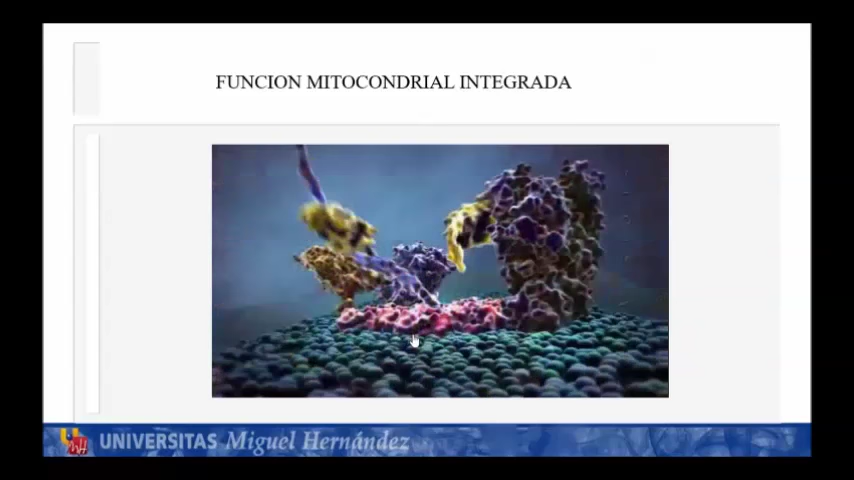 FUNCION MITOCONDRIAL INTEGRADA
UNIVERSITAS Miguel Hernández